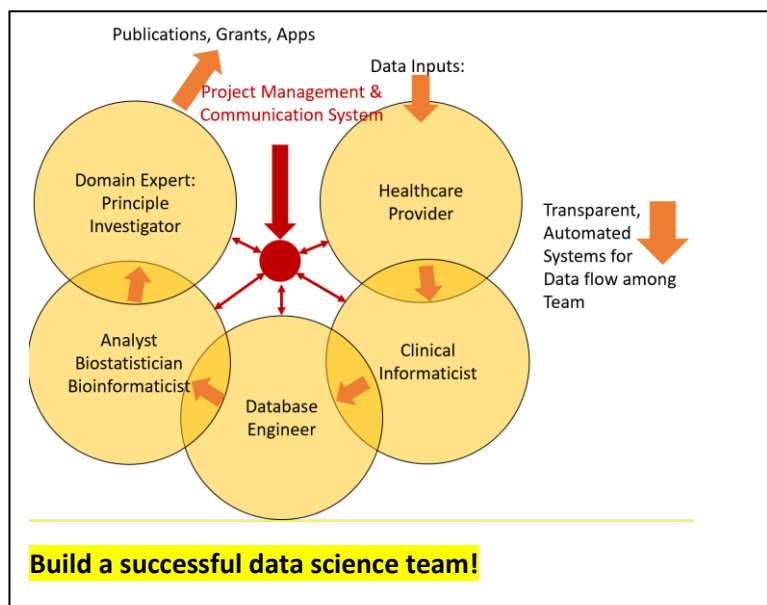 Publications, Grants, Apps
Data Inputs:
Project Management &
Communication System
Domain Expert:
Principle
Investigator
Healthcare
Provider
Transparent,
Automated
Systems for
Data flow among
Team
Analyst
Biostatistician
Bioinformaticist
Clinical
Informaticist
Database
Engineer
Build a successful data science team!